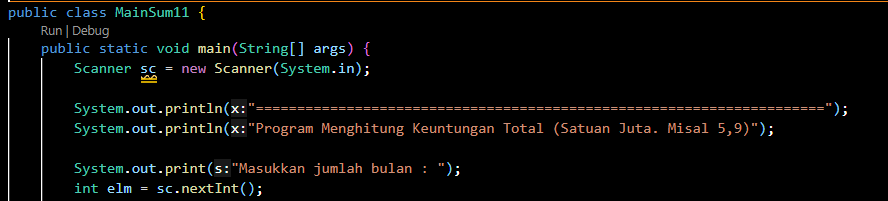 public class MainSum11 {
Run | Debug
public static void main(String[] args) {
Scanner sc = new Scanner(System.in);
System.out.println(x:"=====================================================================");
System.out.println(x:"Program Menghitung Keuntungan Total (Satuan Juta. Misal 5,9)");
System.out.print(s:"Masukkan jumlah bulan : ");
int elm = sc.nextInt();